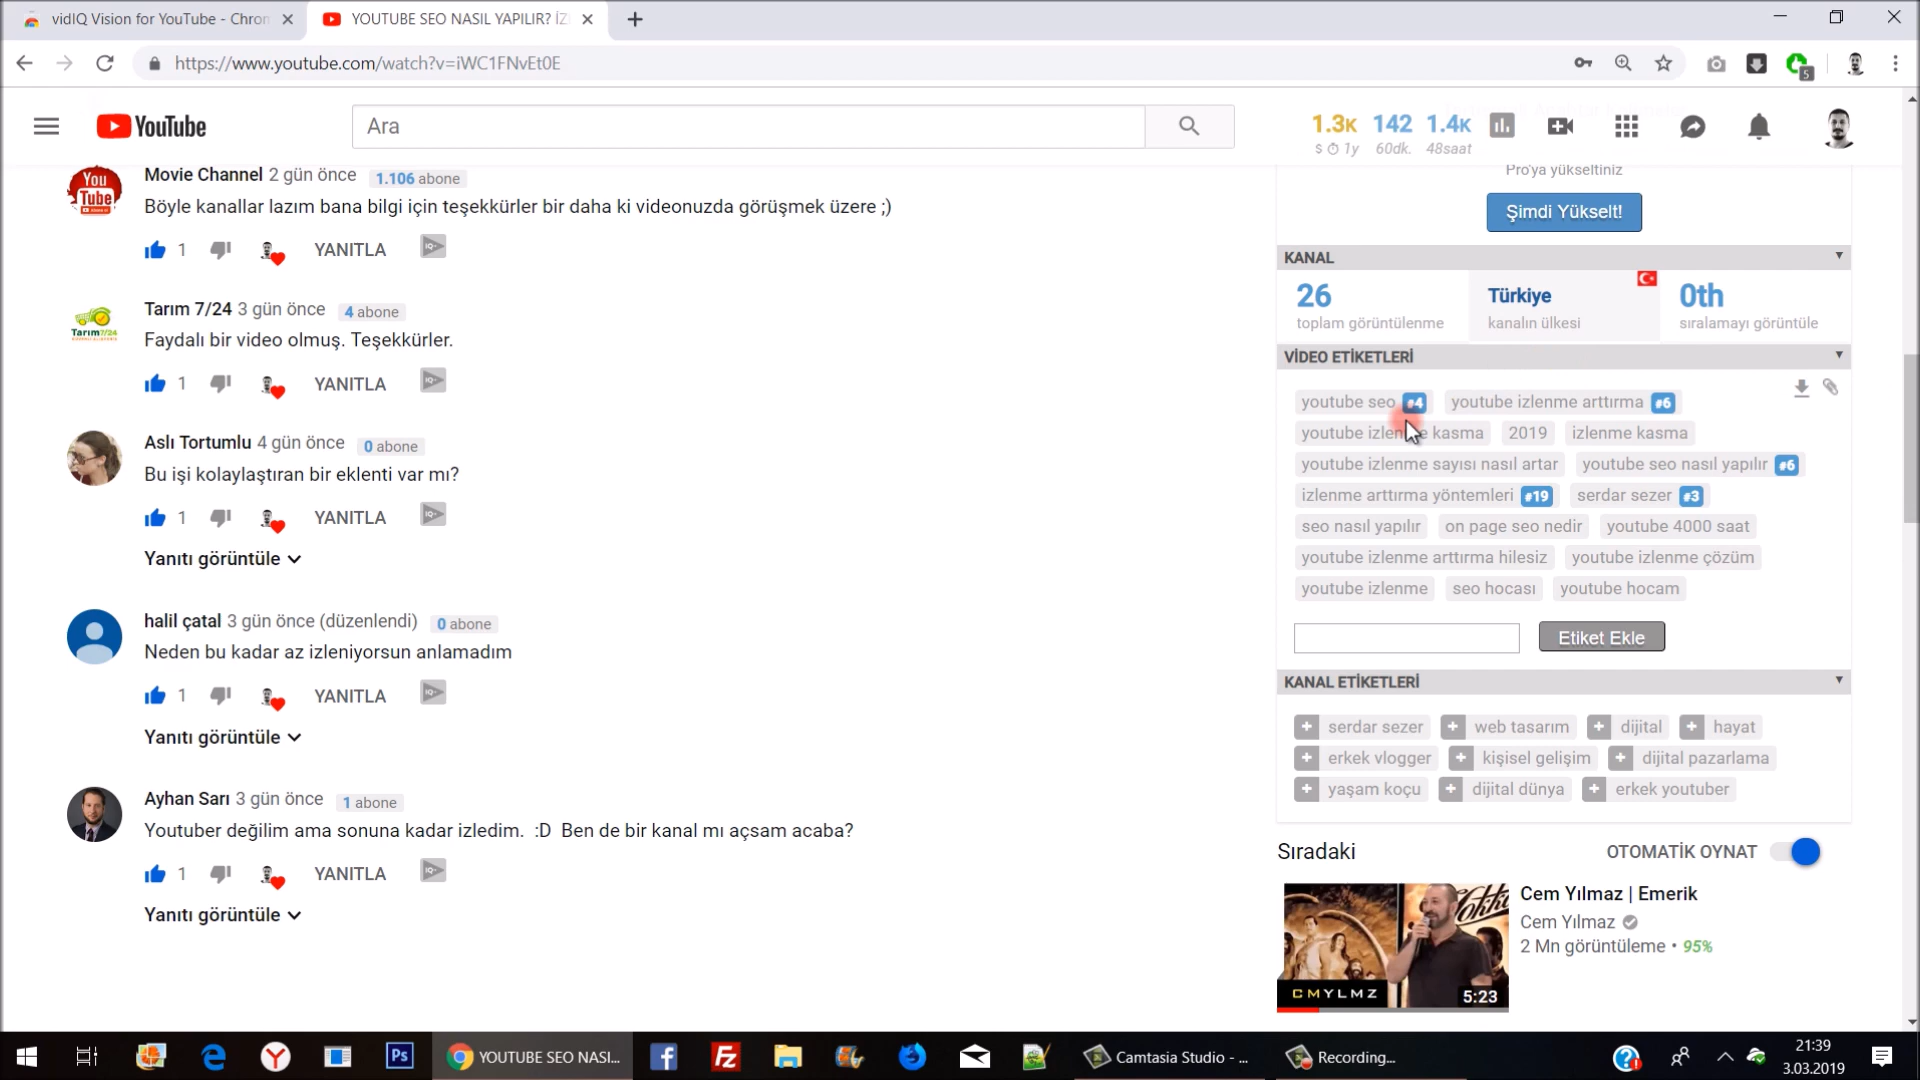 vidIQ Vision for YouTube - Chron
YOUTUBE SEO NASIL YAPILIR? İZ
https://www.youtube.com/watch?v=iWC1FNvEt0E
5
YouTube
Ara
1.3K 142 1.4K
$ 1y 60dk. 48saat
Movie Channel 2 gün önce 1.106 abone
Böyle kanallar lazım bana bilgi için teşekkürler bir daha ki videonuzda görüşmek üzere ;)
1 YANITLA
Tarım 7/24 3 gün önce 4 abone
Faydalı bir video olmuş. Teşekkürler.
1 YANITLA
Aslı Tortumlu 4 gün önce 0 abone
Bu işi kolaylaştıran bir eklenti var mı?
1 YANITLA
Yanıtı görüntüle
halil çatal 3 gün önce (düzenlendi) 0 abone
Neden bu kadar az izleniyorsun anlamadım
1 YANITLA
Yanıtı görüntüle
Ayhan Sarı 3 gün önce 1 abone
Youtuber değilim ama sonuna kadar izledim. :D Ben de bir kanal mı açsam acaba?
1 YANITLA
Yanıtı görüntüle
You
Tube
Tarım7/24
Pro'ya yükseltiniz
Şimdi Yükselt!
KANAL
26 Türkiye 0th
toplam görüntülenme kanalın ülkesi sıralamayı görüntüle
VİDEO ETİKETLERİ
youtube seo #4 youtube izlenme arttırma #6
youtube izlenme kasma 2019 izlenme kasma
youtube izlenme sayısı nasıl artar youtube seo nasıl yapılır #6
izlenme arttırma yöntemleri #19 serdar sezer #3
seo nasıl yapılır on page seo nedir youtube 4000 saat
youtube izlenme arttırma hilesiz youtube izlenme çözüm
youtube izlenme seo hocası youtube hocam
Etiket Ekle
KANAL ETİKETLERİ
+ serdar sezer + web tasarım + dijital + hayat
+ erkek vlogger + kişisel gelişim + dijital pazarlama
+ yaşam koçu + dijital dünya + erkek youtuber
Sıradaki OTOMATİK OYNAT
CMYLMZ 5:23
Cem Yılmaz | Emerik
Cem Yılmaz
2 Mn görüntüleme • 95%
Ps
YOUTUBE SEO NASI...
Camtasia Studio - ...
Recording...
21:39
3.03.2019